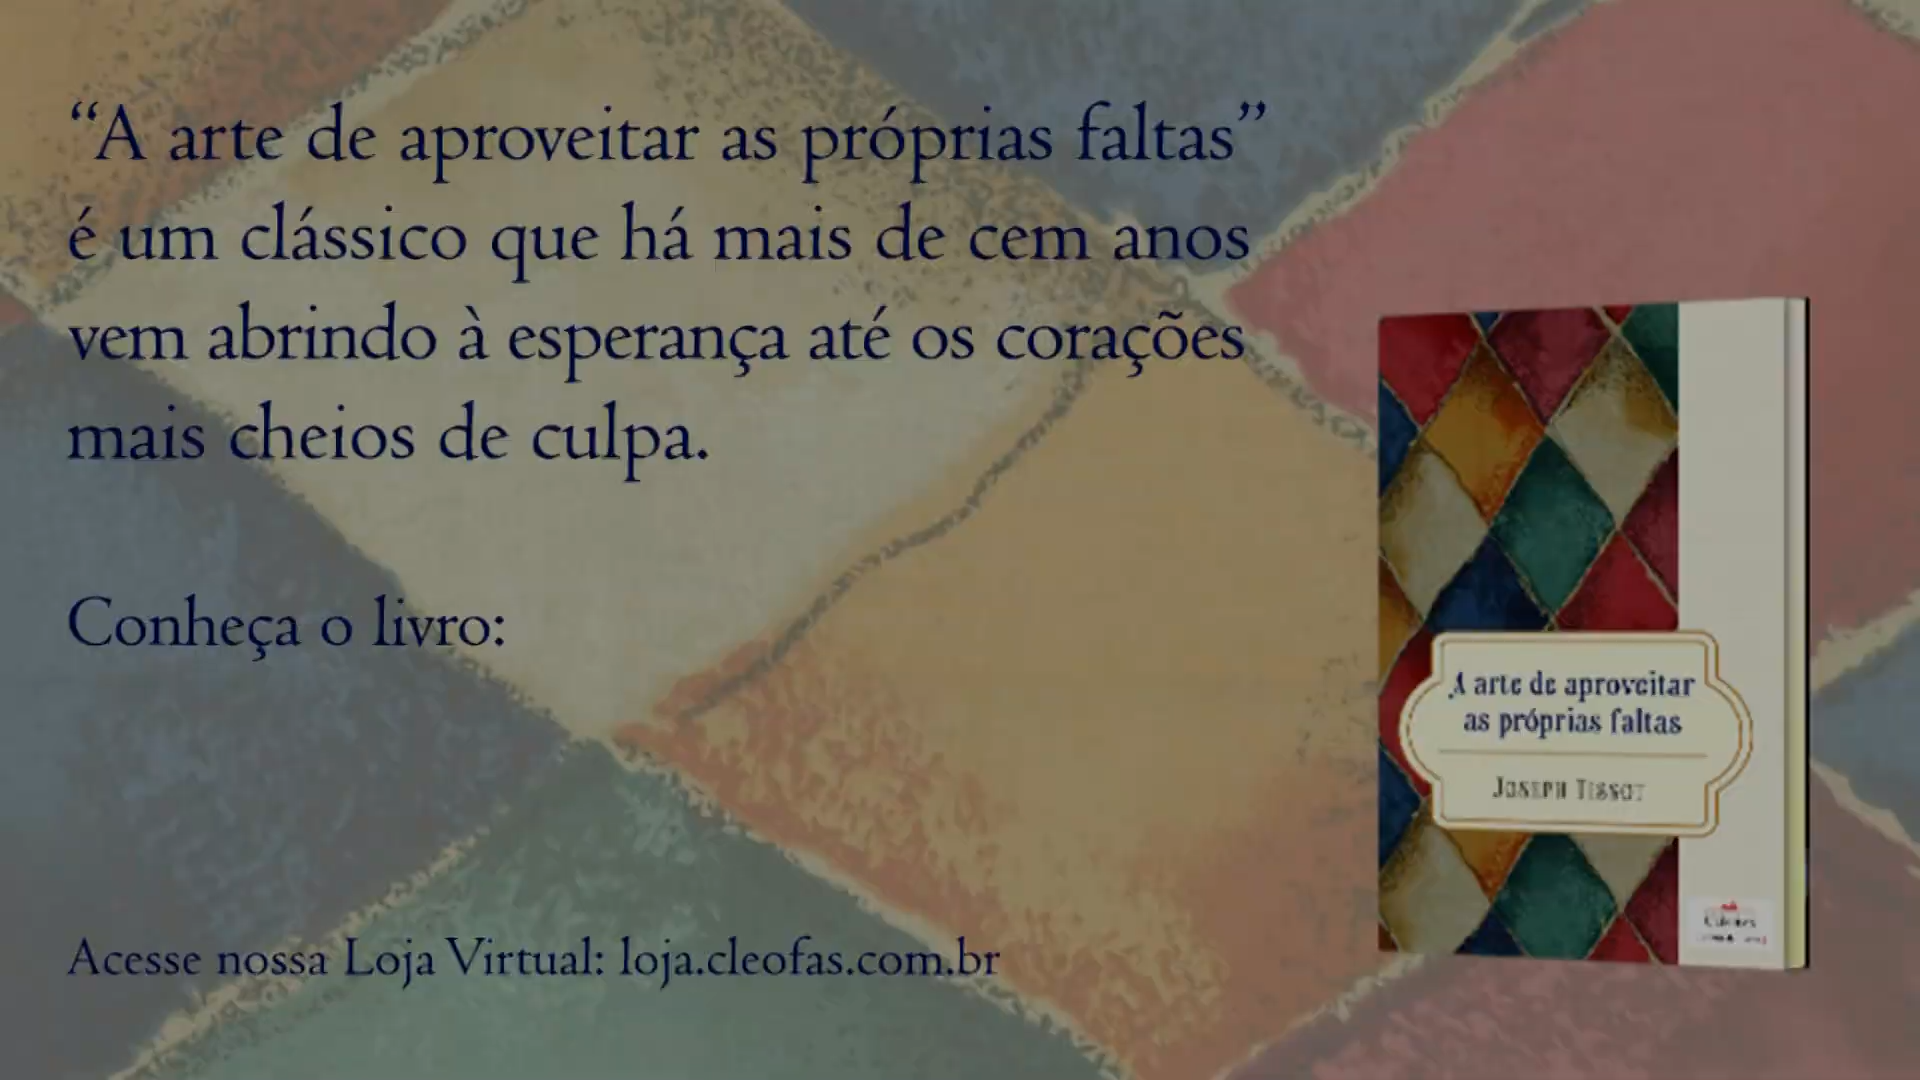 “A arte de aproveitar as próprias faltas”
é um clássico que há mais de cem anos
vem abrindo à esperança até os corações
mais cheios de culpa.
Conheça o livro:
Acesse nossa Loja Virtual: loja.cleofas.com.br
A arte de aproveitar
as próprias faltas
JOSEPH TISSOT